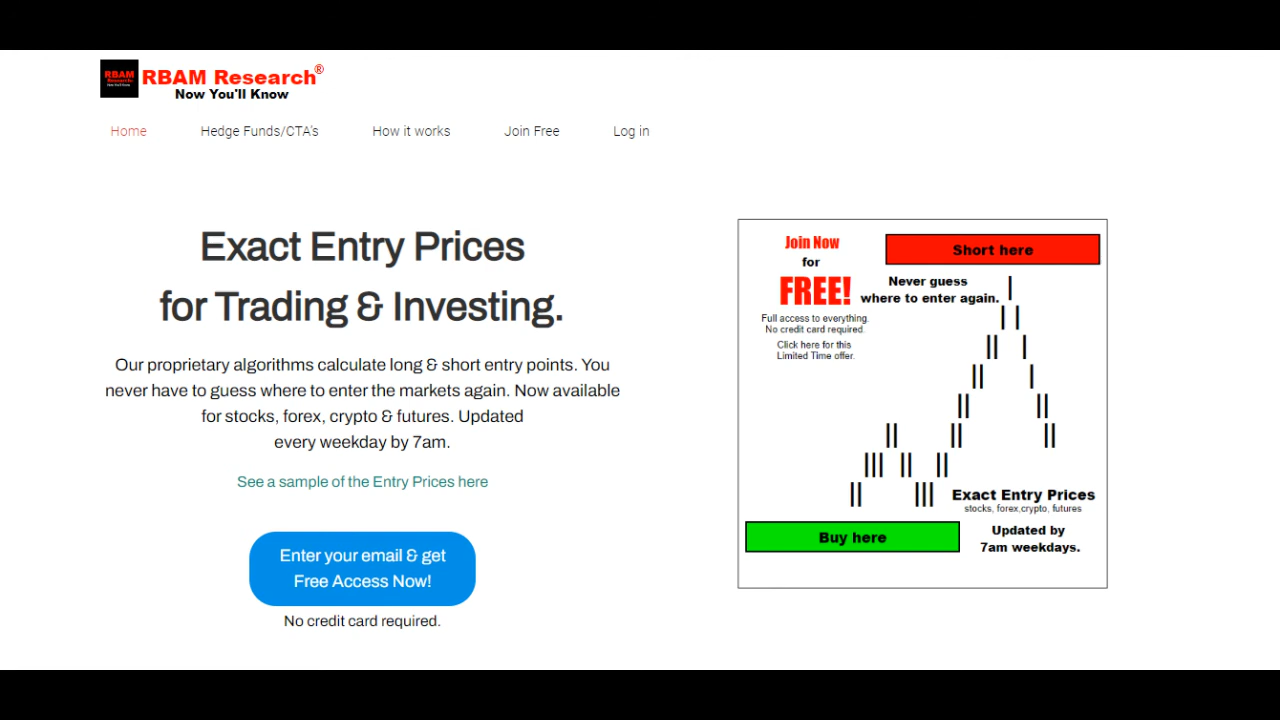 RBAM
Research
RBAM Research®
Now You'll Know
Home
Hedge Funds/CTA's
How it works
Join Free
Log in
Exact Entry Prices
for Trading & Investing.
Our proprietary algorithms calculate long & short entry points. You
never have to guess where to enter the markets again. Now available
for stocks, forex, crypto & futures. Updated
every weekday by 7am.
See a sample of the Entry Prices here
Enter your email & get
Free Access Now!
No credit card required.
Join Now
for
FREE!
Full access to everything.
No credit card required.
Click here for this
Limited Time offer.
Short here
Never guess
where to enter again.
Exact Entry Prices
stocks, forex,crypto, futures
Buy here
Updated by
7am weekdays.